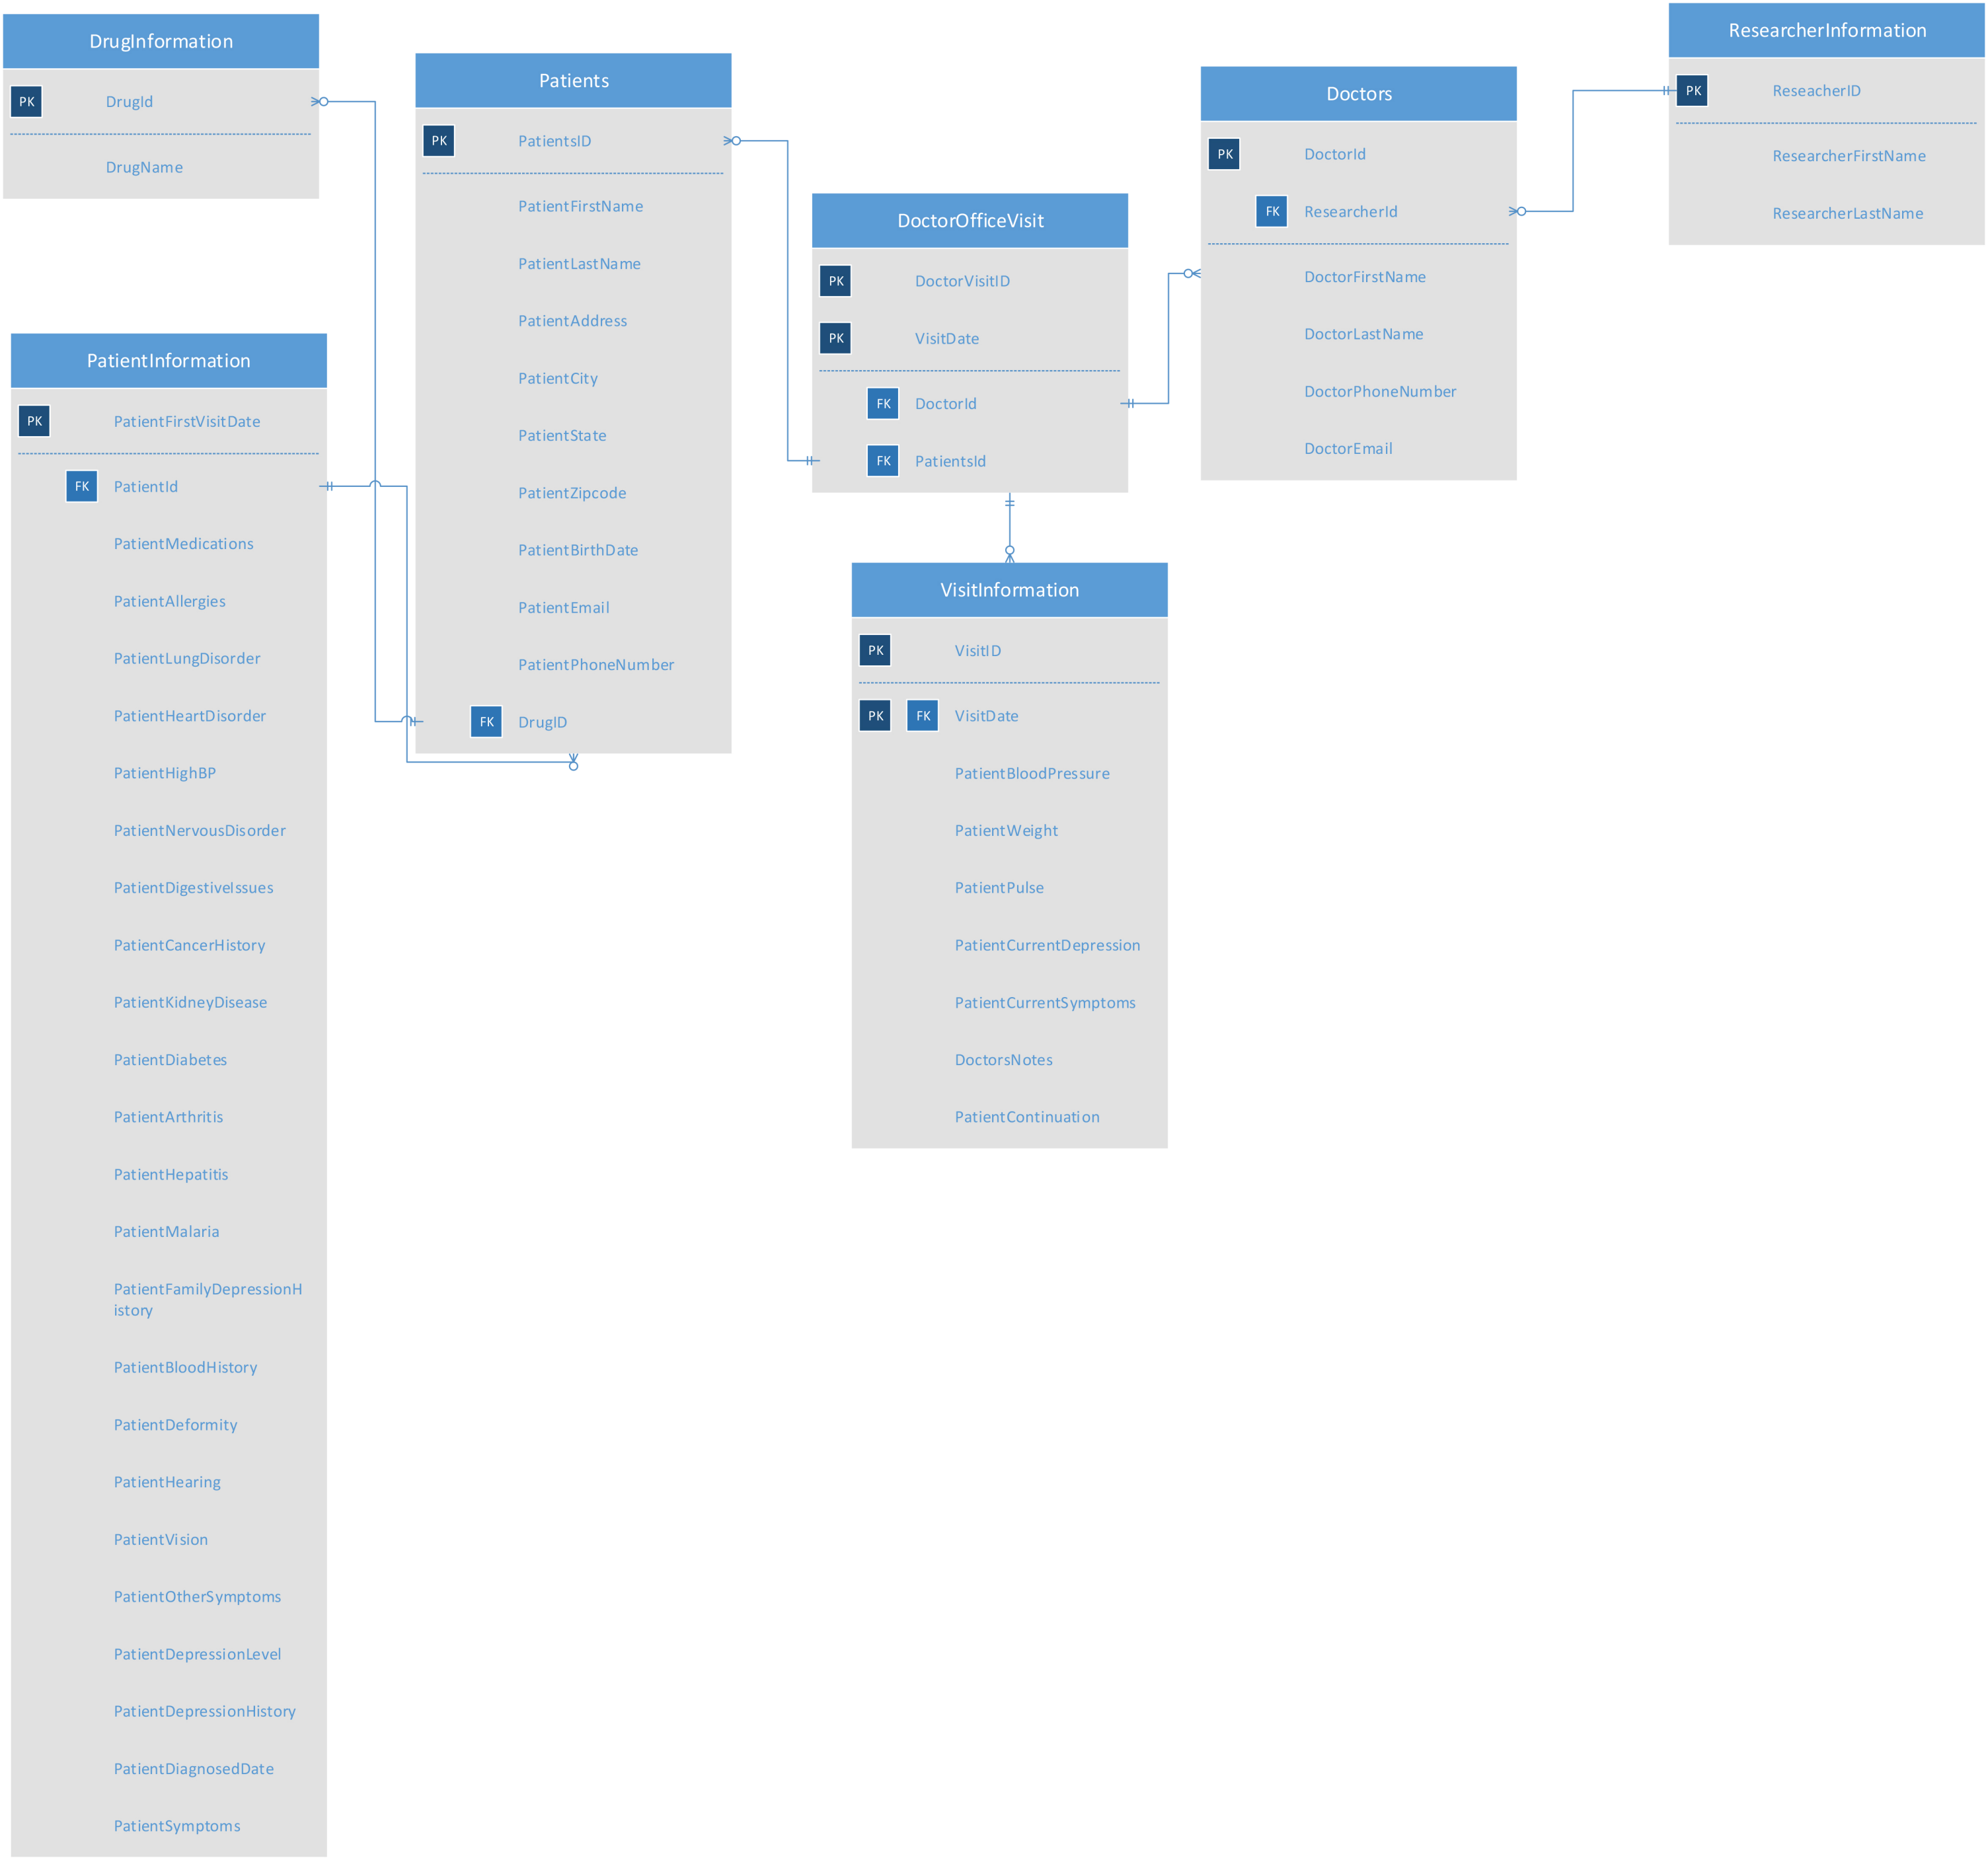 DrugInformation
PK DrugId
DrugName
Patients
PK PatientsID
PatientFirstName
PatientLastName
PatientAddress
PatientCity
PatientState
PatientZipcode
PatientBirthDate
PatientEmail
PatientPhoneNumber
FK DrugID
DoctorOfficeVisit
PK DoctorVisitID
PK VisitDate
FK DoctorId
FK PatientsId
Doctors
PK DoctorId
FK ResearcherId
DoctorFirstName
DoctorLastName
DoctorPhoneNumber
DoctorEmail
ResearcherInformation
PK ReseacherID
ResearcherFirstName
ResearcherLastName
PatientInformation
PK PatientFirstVisitDate
FK PatientId
PatientMedications
PatientAllergies
PatientLungDisorder
PatientHeartDisorder
PatientHighBP
PatientNervousDisorder
PatientDigestiveIssues
PatientCancerHistory
PatientKidneyDisease
PatientDiabetes
PatientArthritis
PatientHepatitis
PatientMalaria
PatientFamilyDepressionH
istory
PatientBloodHistory
PatientDeformity
PatientHearing
PatientVision
PatientOtherSymptoms
PatientDepressionLevel
PatientDepressionHistory
PatientDiagnosedDate
PatientSymptoms
VisitInformation
PK VisitID
PK FK VisitDate
PatientBloodPressure
PatientWeight
PatientPulse
PatientCurrentDepression
PatientCurrentSymptoms
DoctorsNotes
PatientContinuation